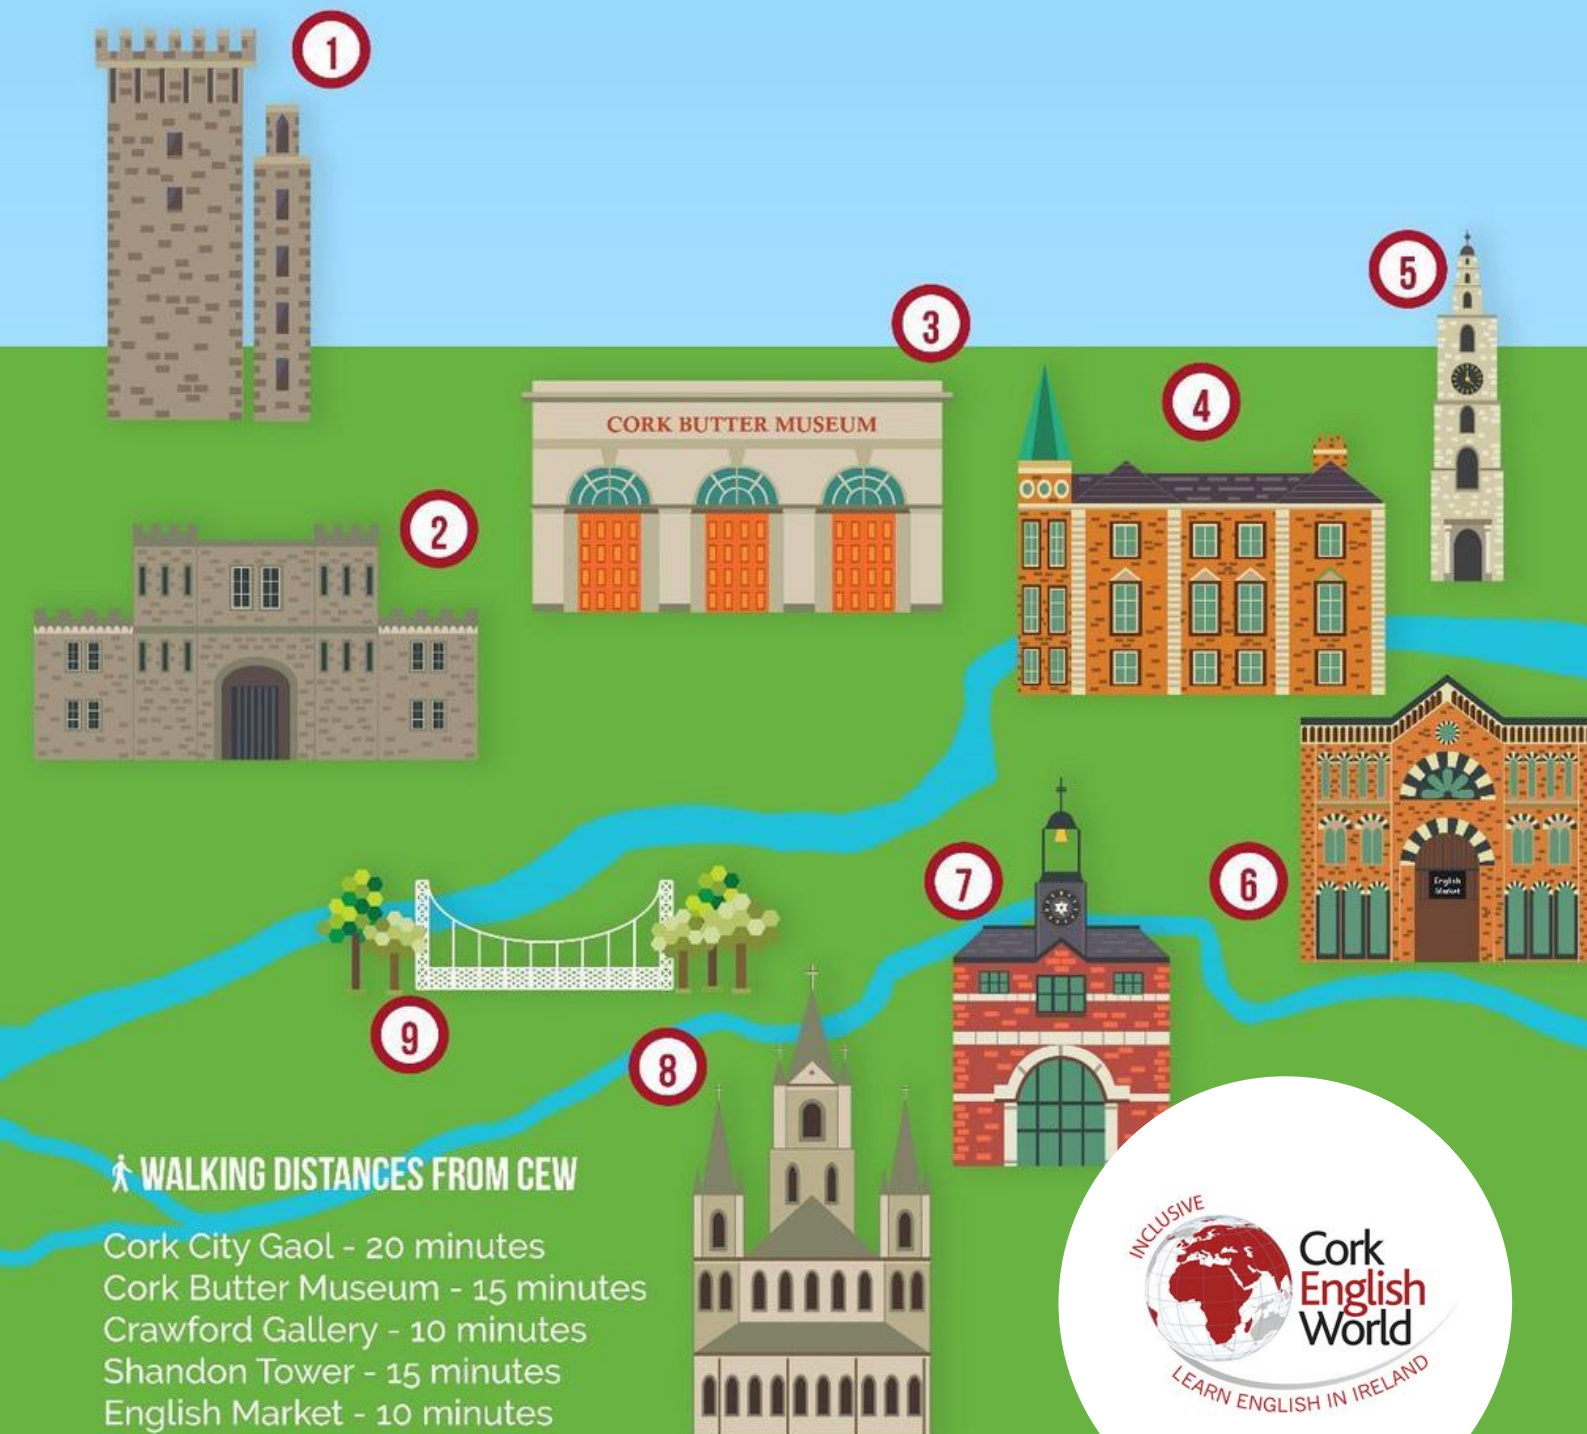 1
5
3
CORK BUTTER MUSEUM
4
2
English
Market
7
6
9
8
WALKING DISTANCES FROM CEW
Cork City Gaol - 20 minutes
Cork Butter Museum - 15 minutes
Crawford Gallery - 10 minutes
Shandon Tower - 15 minutes
English Market - 10 minutes
INCLUSIVE
Cork
English
World
LEARN ENGLISH IN IRELAND